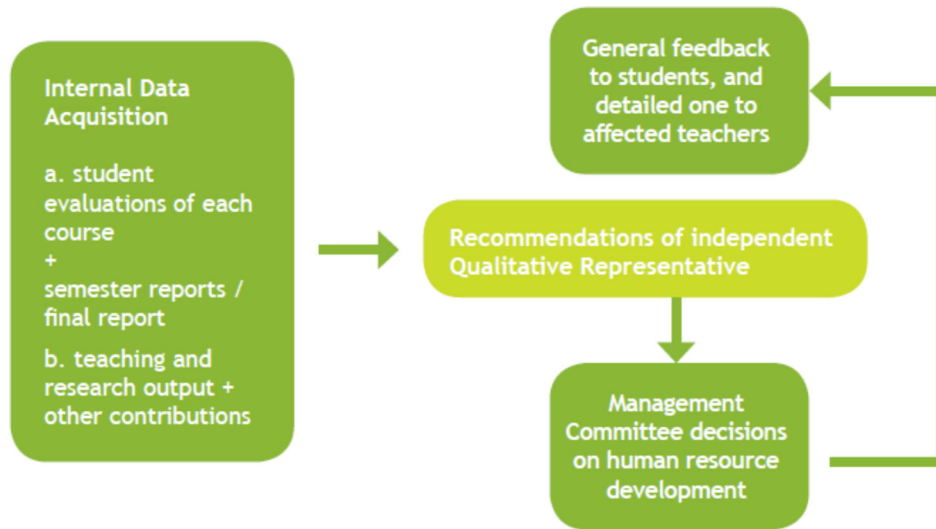 Internal Data
Acquisition
a. student
evaluations of each
course
+
semester reports /
final report
b. teaching and
research output +
other contributions
General feedback
to students, and
detailed one to
affected teachers
Recommendations of independent
Qualitative Representative
Management
Committee decisions
on human resource
development